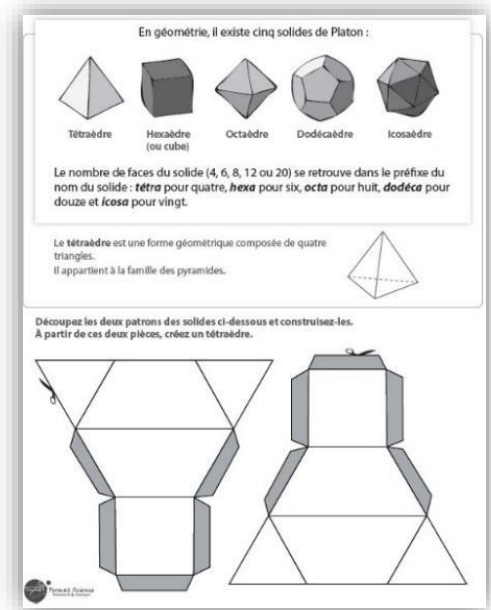 En géométrie, il existe cinq solides de Platon :
Tétraèdre
Hexaèdre
(ou cube)
Octaèdre
Dodécaèdre
Icosaèdre
Le nombre de faces du solide (4, 6, 8, 12 ou 20) se retrouve dans le préfixe du
nom du solide : tétra pour quatre, hexa pour six, octa pour huit, dodéca pour
douze et icosa pour vingt.
Le tétraèdre est une forme géométrique composée de quatre
triangles.
Il appartient à la famille des pyramides.
Découpez les deux patrons des solides ci-dessous et construisez-les.
À partir de ces deux pièces, créez un tétraèdre.
Science